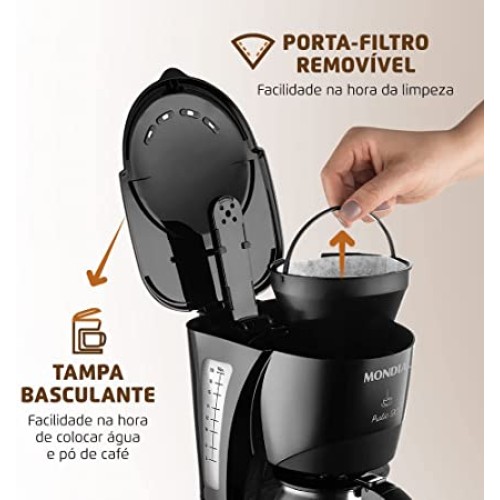 PORTA-FILTRO
REMOVÍVEL
Facilidade na hora da limpeza
TAMPA
BASCULANTE
Facilidade na hora
de colocar água
e pó de café
MONDIAL